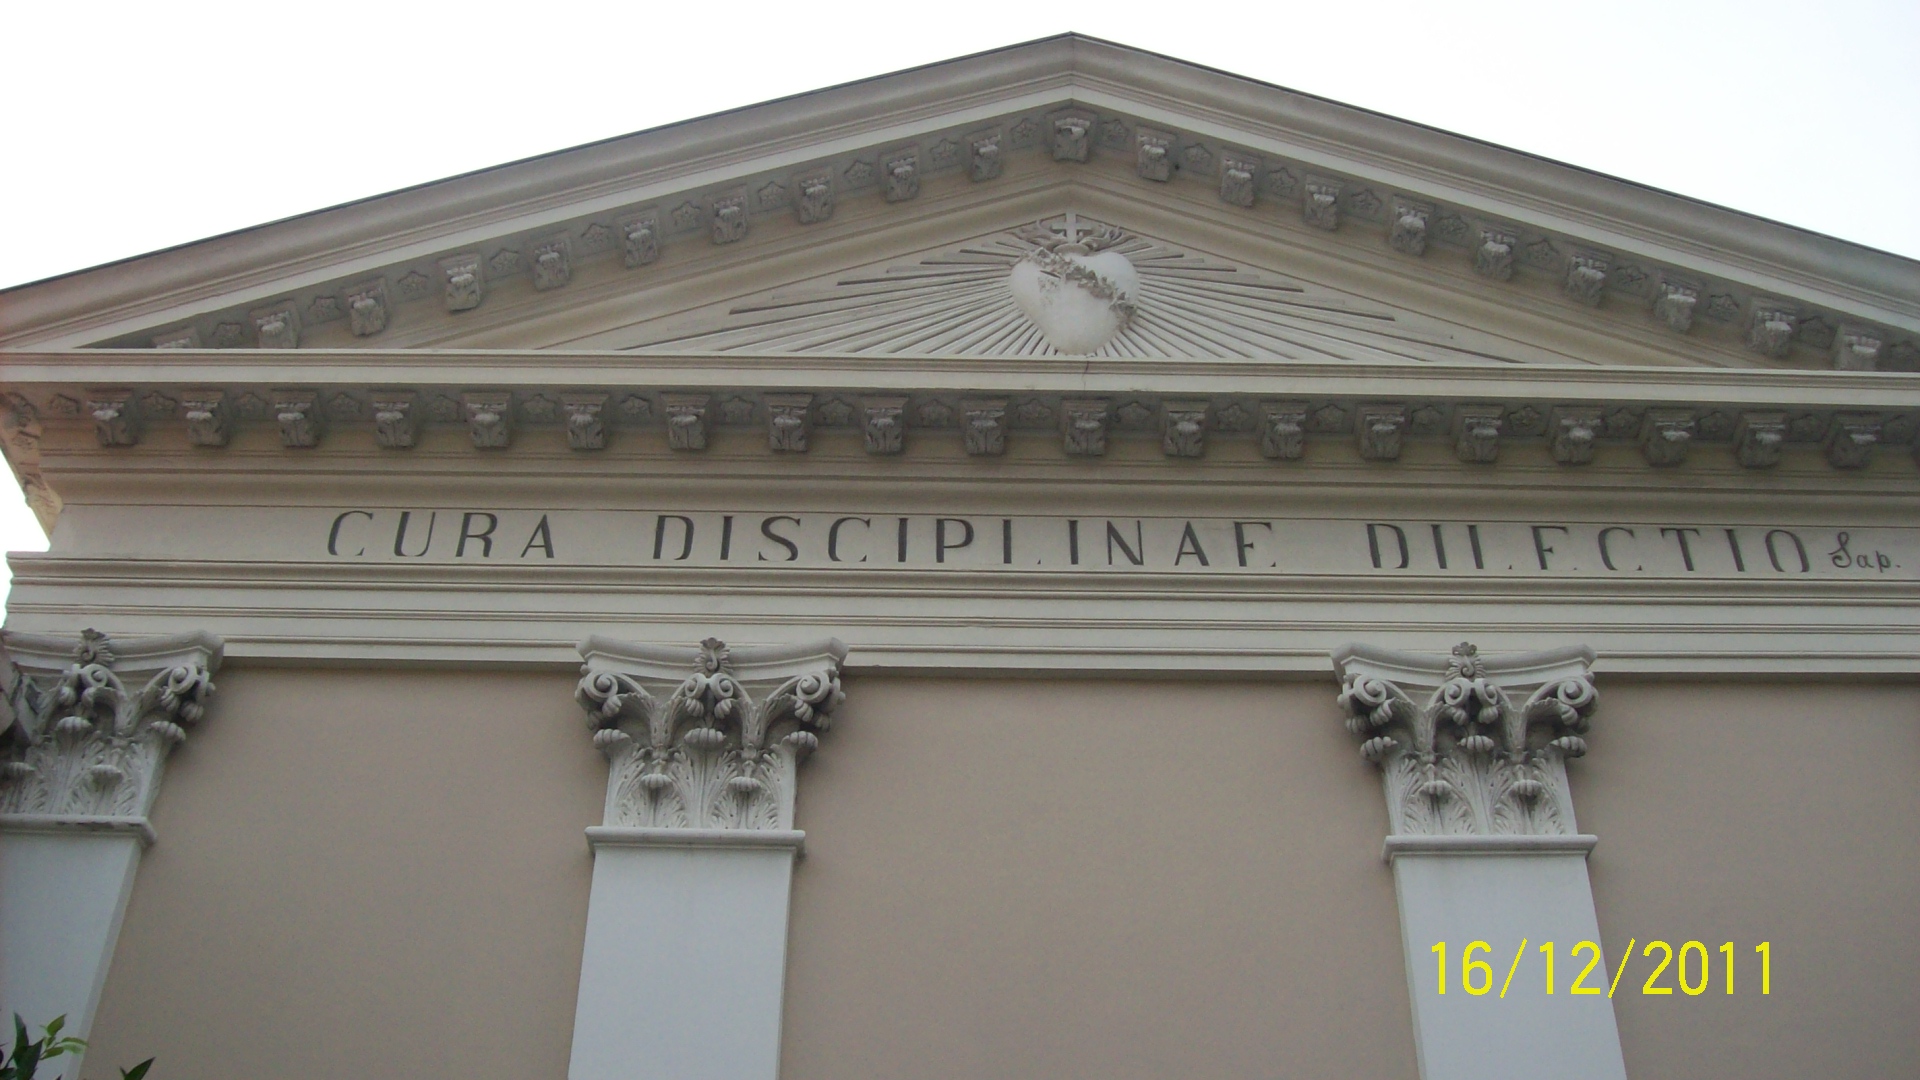 CURA DISCIPLINAE DILECTIO Sap.
16/12/2011